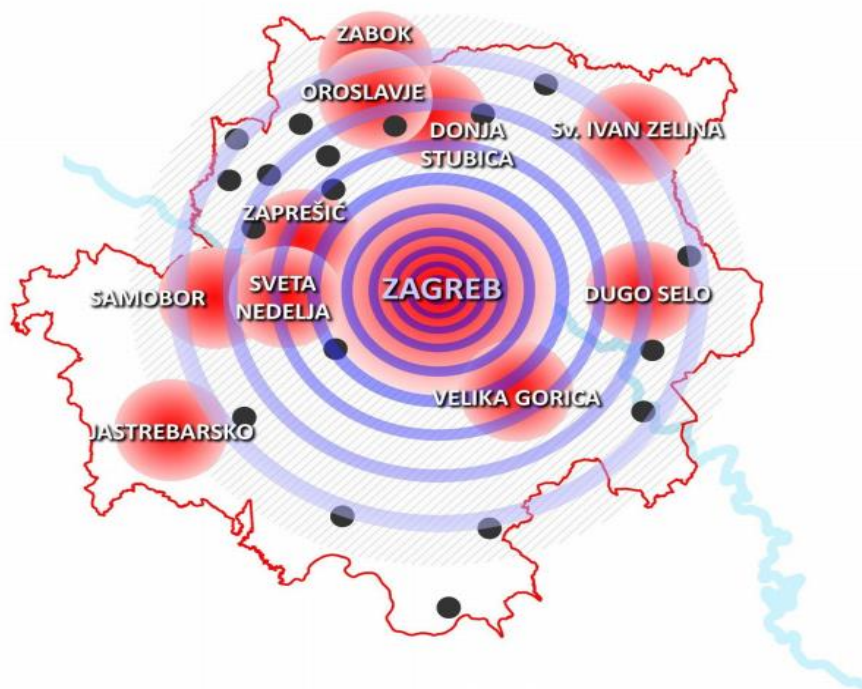 ZABOK
OROSLAVJE
DONJA
STUBICA
Sv. IVAN ZELINA
ZAPREŠIĆ
SAMOBOR
SVETA
NEDELJA
ZAGREB
DUGO SELO
VELIKA GORICA
JASTREBARSKO